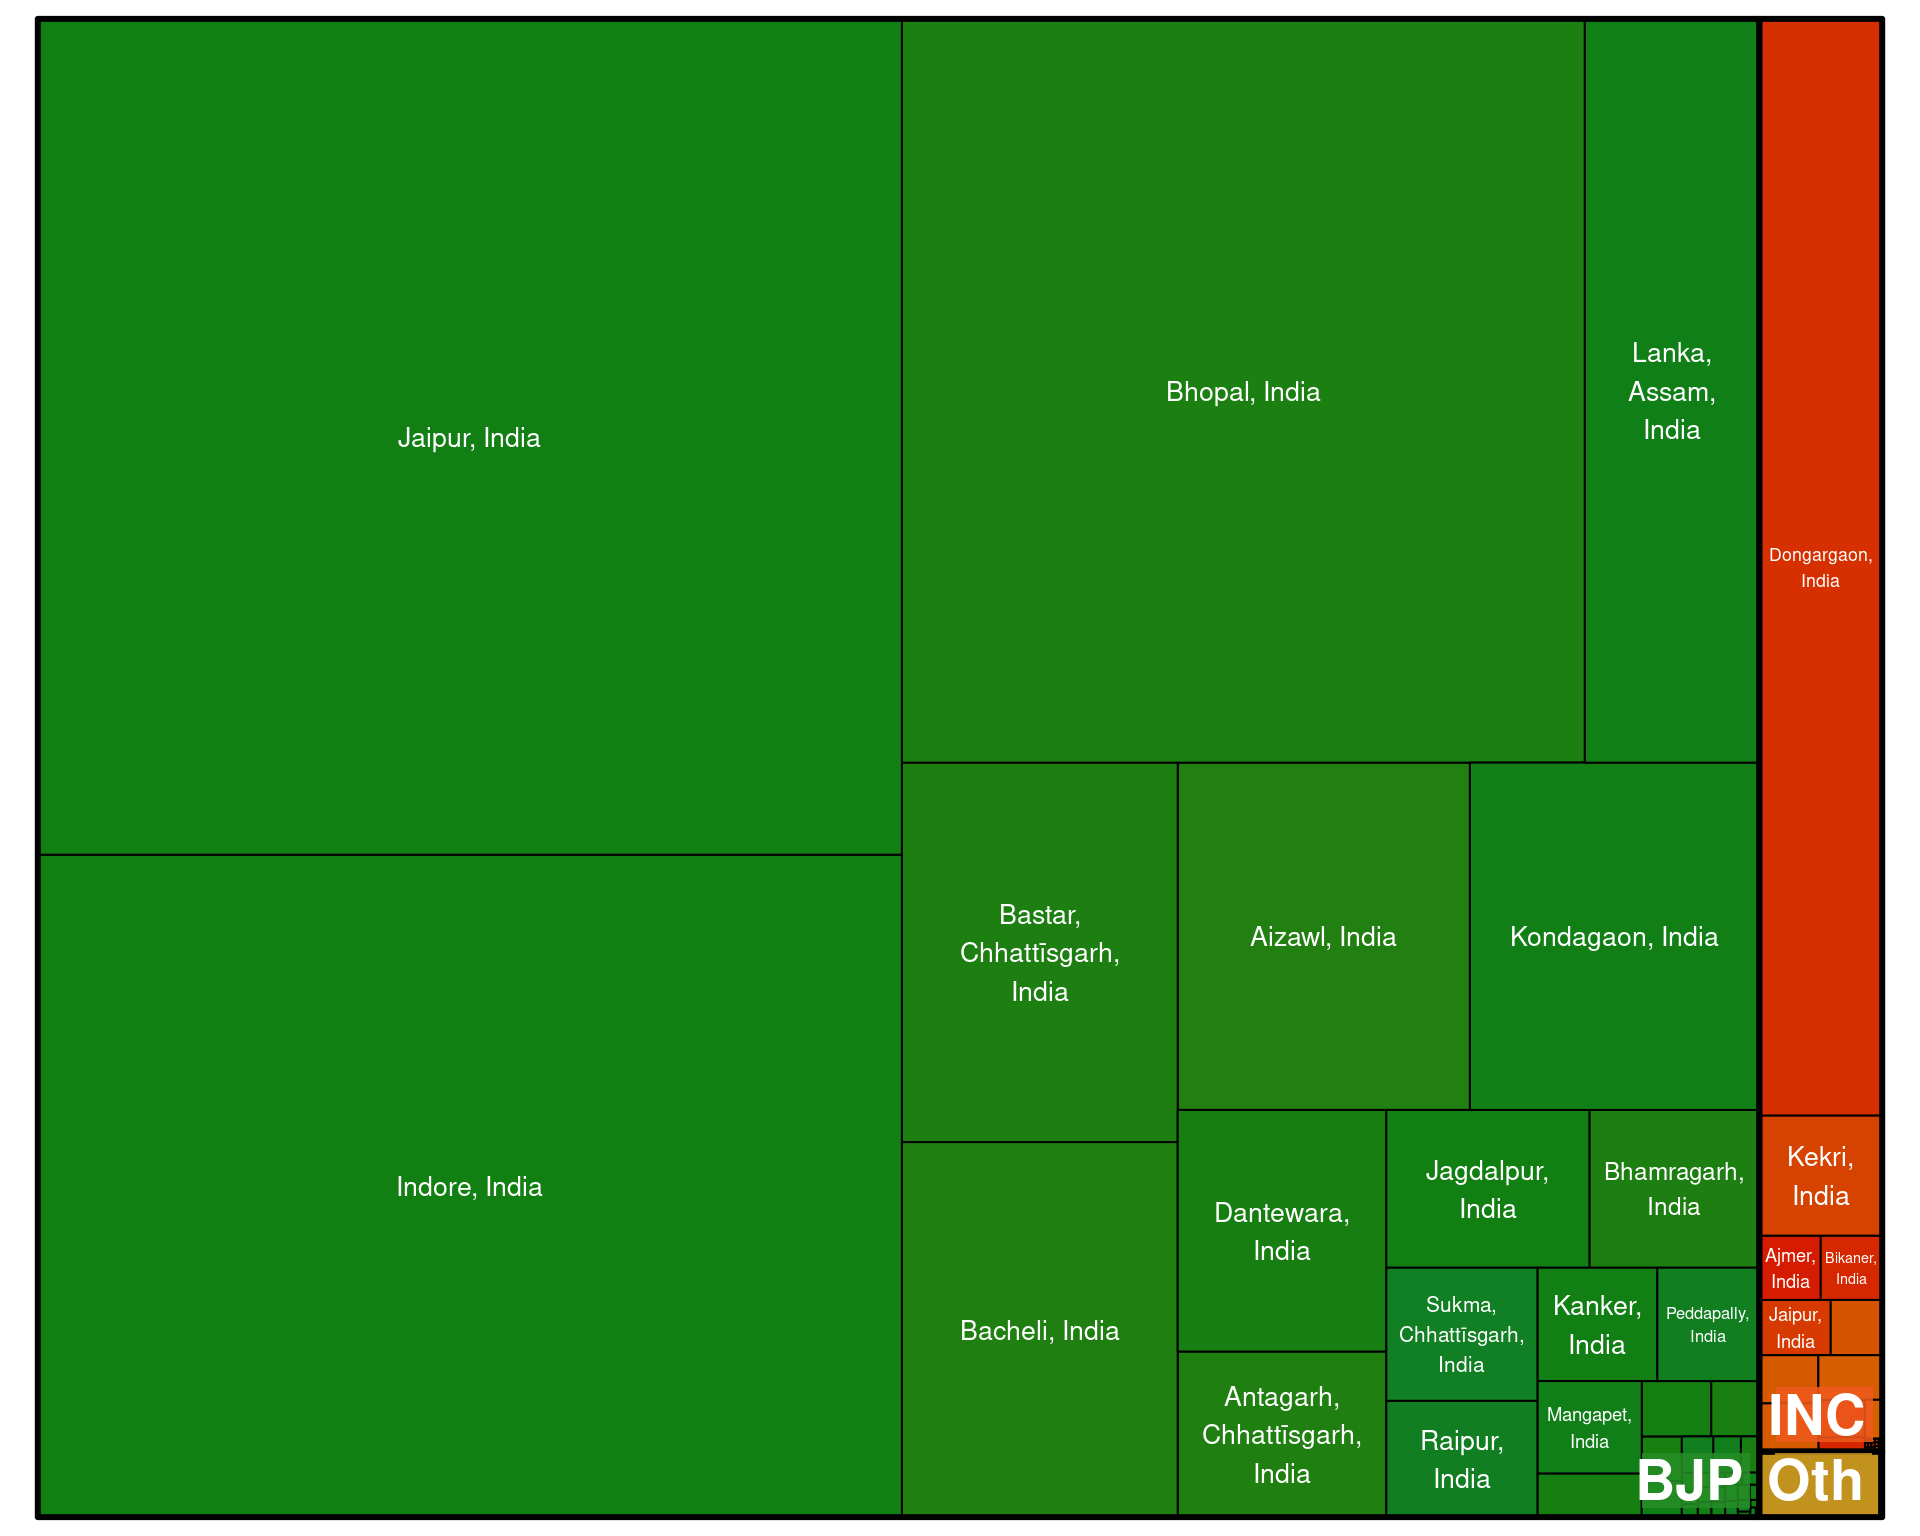 Jaipur, India
Indore, India
Bhopal, India
Lanka,
Assam,
India
Bastar,
Chhattīsgarh,
India
Aizawl, India
Kondagaon, India
Bacheli, India
Dantewara,
India
Antagarh,
Chhattīsgarh,
India
Jagdalpur,
India
Bhamragarh,
India
Sukma,
Chhattīsgarh,
India
Raipur,
India
Kanker,
India
Peddapally,
India
Mangapet,
India
BJP
Dongargaon,
India
Kekri,
India
Ajmer,
India
Bikaner,
India
Jaipur,
India
INC
Oth